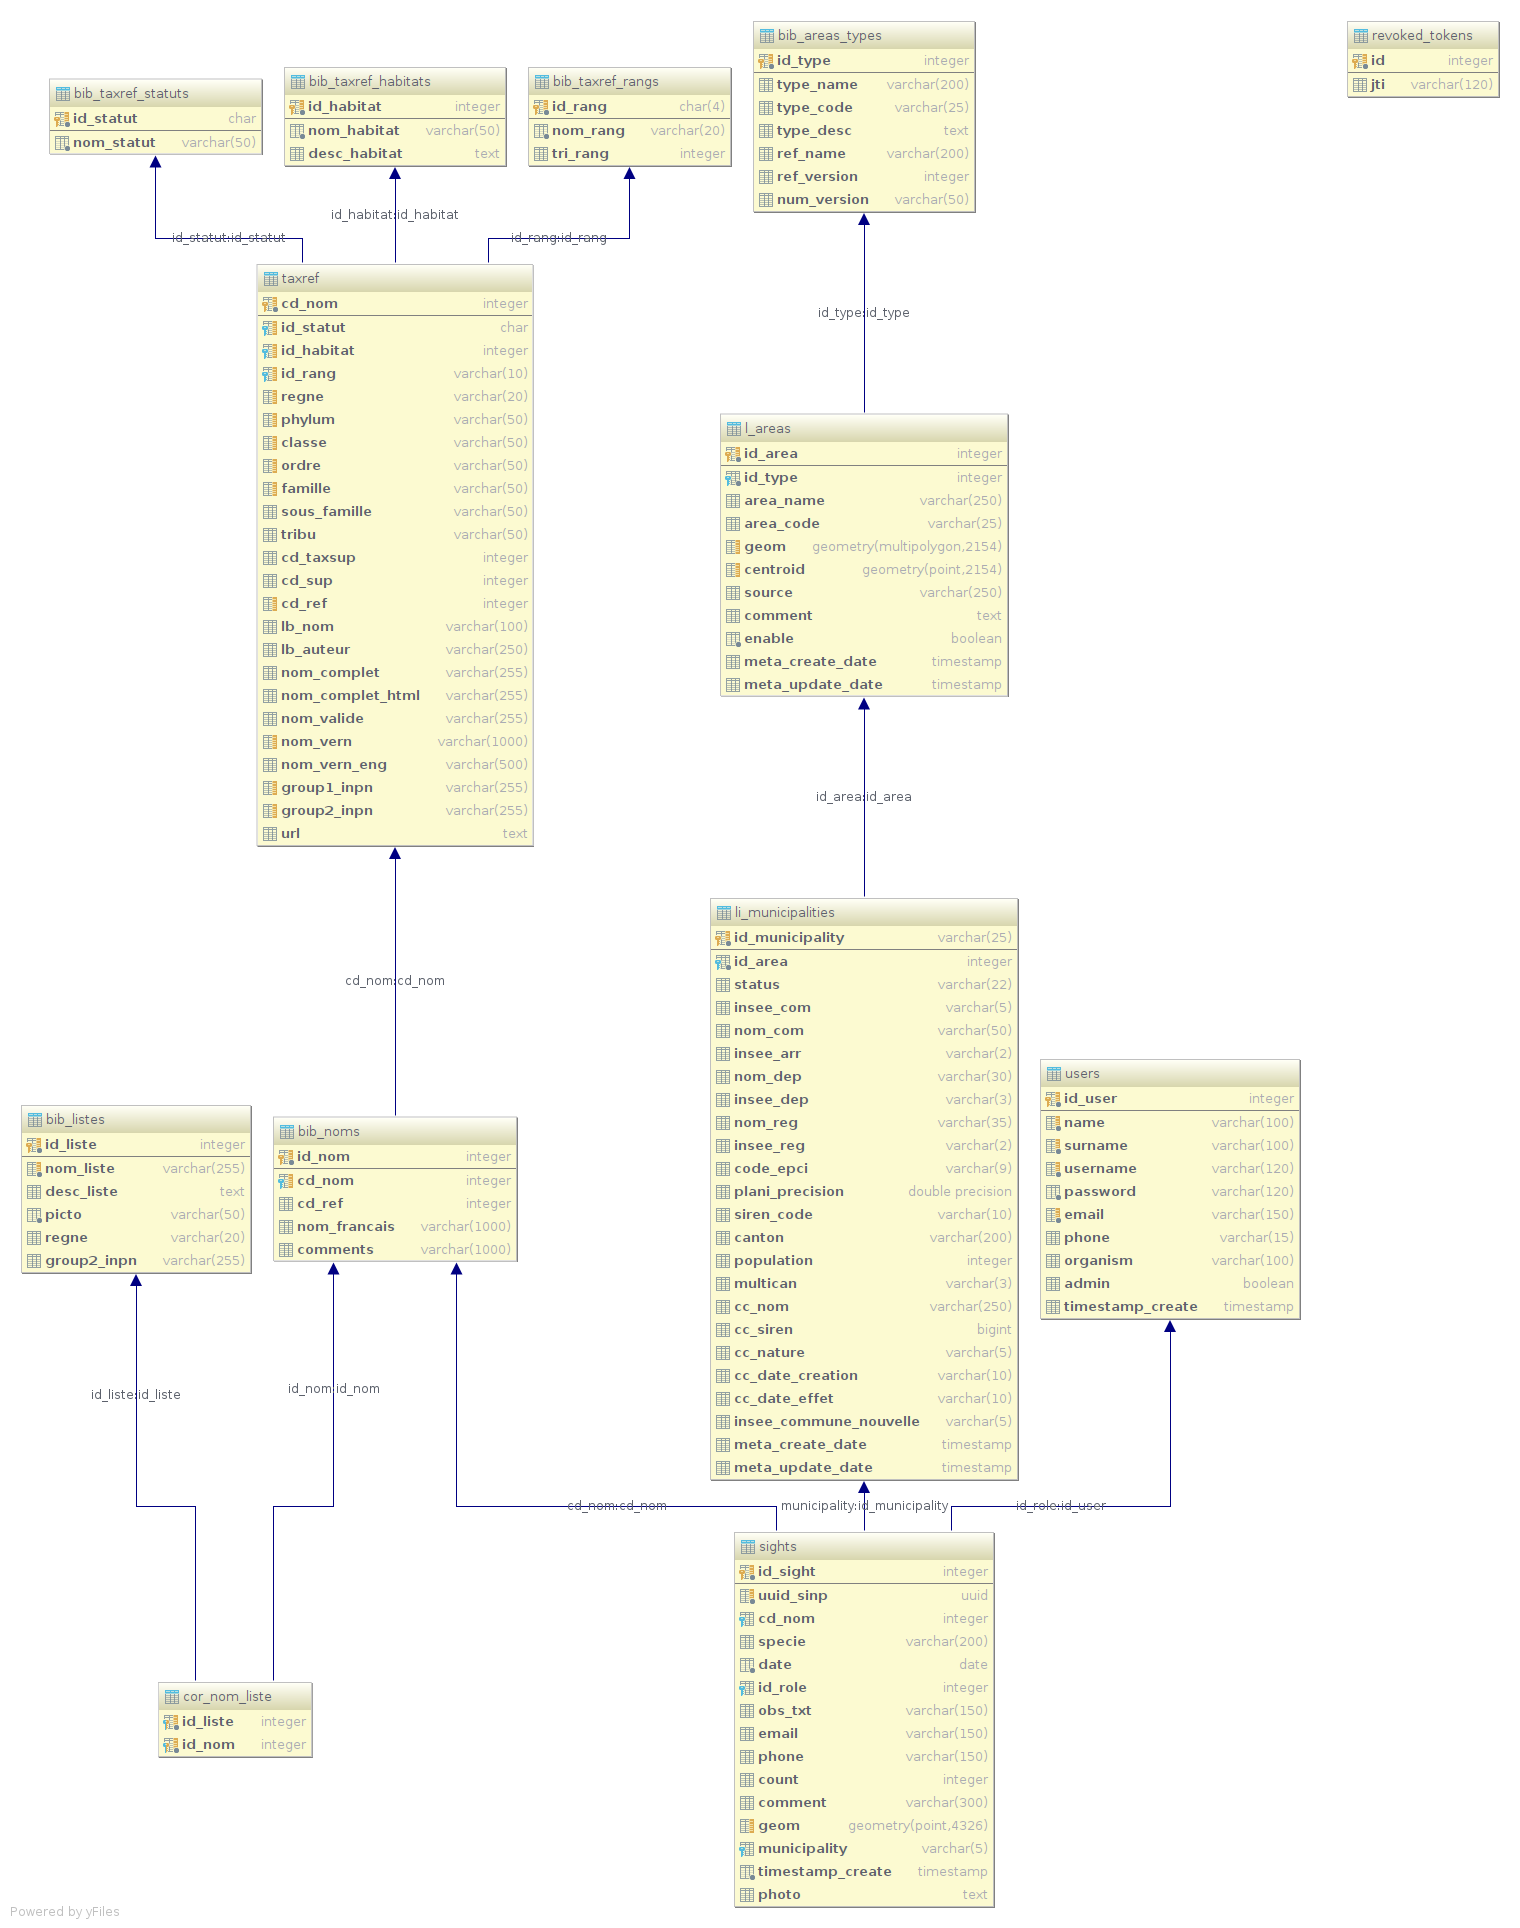 bib_areas_types
id_type integer
type_name varchar(200)
type_code varchar(25)
type_desc text
ref_name varchar(200)
ref_version integer
num_version varchar(50)
revoked_tokens
id integer
jti varchar(120)
bib_taxref_statuts
id_statut char
nom_statut varchar(50)
bib_taxref_habitats
id_habitat integer
nom_habitat varchar(50)
desc_habitat text
bib_taxref_rangs
id_rang char(4)
nom_rang varchar(20)
tri_rang integer
id_habitat:id_habitat
id_statut:id_statut
id_rang:id_rang
id_type:id_type
taxref
cd_nom integer
id_statut char
id_habitat integer
id_rang varchar(10)
regne varchar(20)
phylum varchar(50)
classe varchar(50)
ordre varchar(50)
famille varchar(50)
sous_famille varchar(50)
tribu varchar(50)
cd_taxsup integer
cd_sup integer
cd_ref integer
lb_nom varchar(100)
lb_auteur varchar(250)
nom_complet varchar(255)
nom_complet_html varchar(255)
nom_valide varchar(255)
nom_vern varchar(1000)
nom_vern_eng varchar(500)
group1_inpn varchar(255)
group2_inpn varchar(255)
url text
l_areas
id_area integer
id_type integer
area_name varchar(250)
area_code varchar(25)
geom geometry(multipolygon,2154)
centroid geometry(point,2154)
source varchar(250)
comment text
enable boolean
meta_create_date timestamp
meta_update_date timestamp
id_area:id_area
cd_nom:cd_nom
li_municipalities
id_municipality varchar(25)
id_area integer
status varchar(22)
insee_com varchar(5)
nom_com varchar(50)
insee_arr varchar(2)
nom_dep varchar(30)
insee_dep varchar(3)
nom_reg varchar(35)
insee_reg varchar(2)
code_epci varchar(9)
plani_precision double precision
siren_code varchar(10)
canton varchar(200)
population integer
multican varchar(3)
cc_nom varchar(250)
cc_siren bigint
cc_nature varchar(5)
cc_date_creation varchar(10)
cc_date_effet varchar(10)
insee_commune_nouvelle varchar(5)
meta_create_date timestamp
meta_update_date timestamp
users
id_user integer
name varchar(100)
surname varchar(100)
username varchar(120)
password varchar(120)
email varchar(150)
phone varchar(15)
organism varchar(100)
admin boolean
timestamp_create timestamp
bib_listes
id_liste integer
nom_liste varchar(255)
desc_liste text
picto varchar(50)
regne varchar(20)
group2_inpn varchar(255)
bib_noms
id_nom integer
cd_nom integer
cd_ref integer
nom_francais varchar(1000)
comments varchar(1000)
id_liste:id_liste
id_nom:id_nom
cd_nom:cd_nom
municipality:id_municipality
id_role:id_user
sights
id_sight integer
uuid_sinp uuid
cd_nom integer
specie varchar(200)
date date
id_role integer
obs_txt varchar(150)
email varchar(150)
phone varchar(150)
count integer
comment varchar(300)
geom geometry(point,4326)
municipality varchar(5)
timestamp_create timestamp
photo text
cor_nom_liste
id_liste integer
id_nom integer
Powered by yFiles